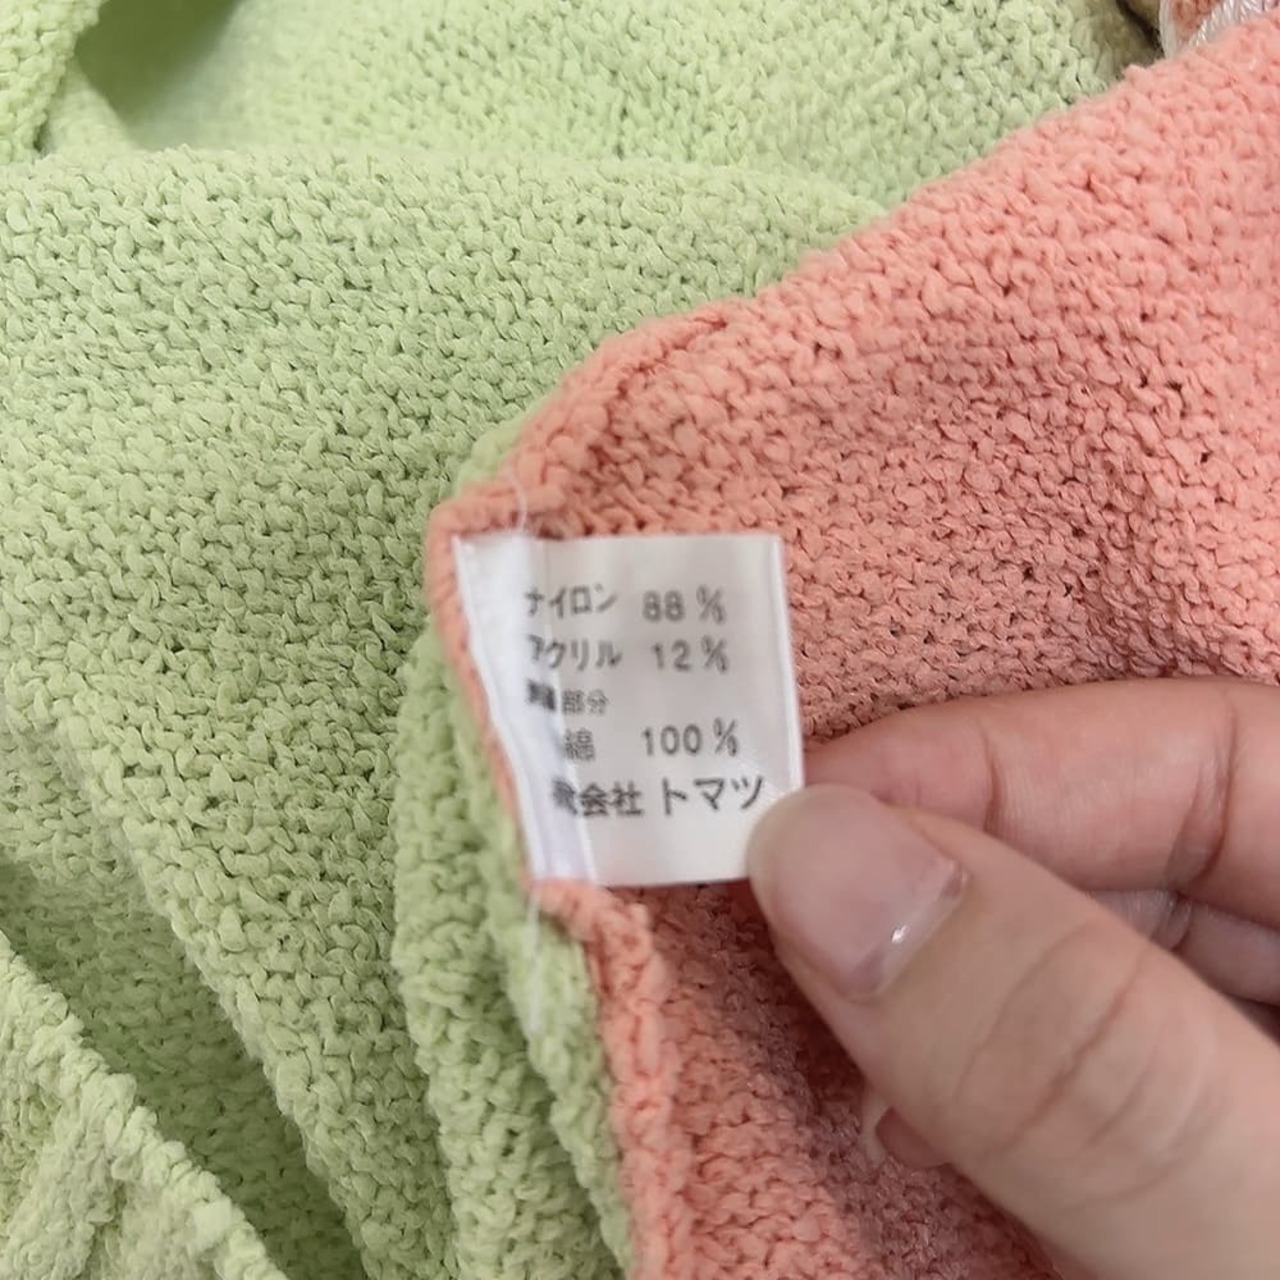 ナイロン 88%
アクリル 12%
部分
綿 100%
会社 トマツ